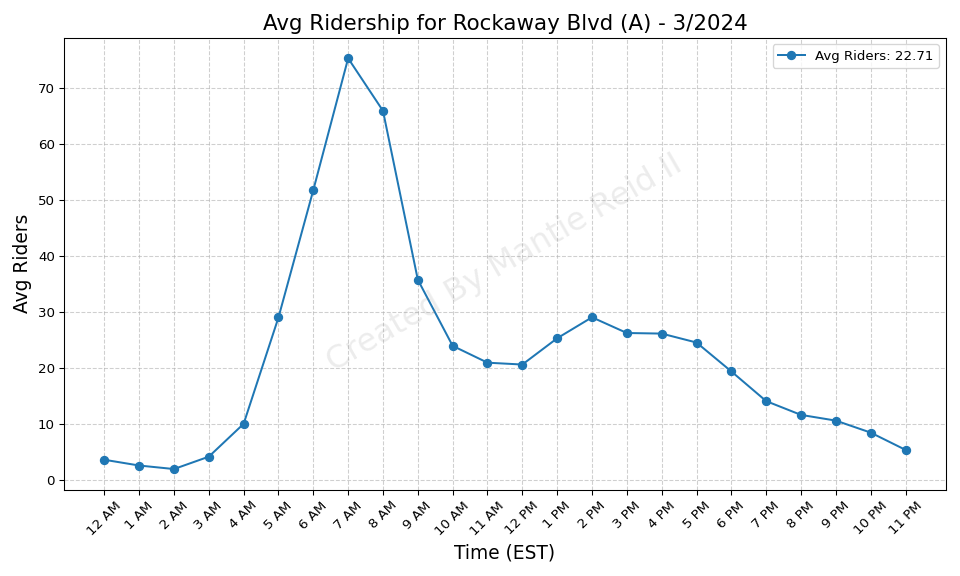 Avg Ridership for Rockaway Blvd (A) - 3/2024
Avg Riders: 22.71
70
60
50
40
30
20
10
0
Avg Riders
Created By Mantle Reid II
12 AM
1 AM
2 AM
3 AM
4 AM
5 AM
6 AM
7 AM
8 AM
9 AM
10 AM
11 AM
12 PM
1 PM
2 PM
3 PM
4 PM
5 PM
6 PM
7 PM
8 PM
9 PM
10 PM
11 PM
Time (EST)